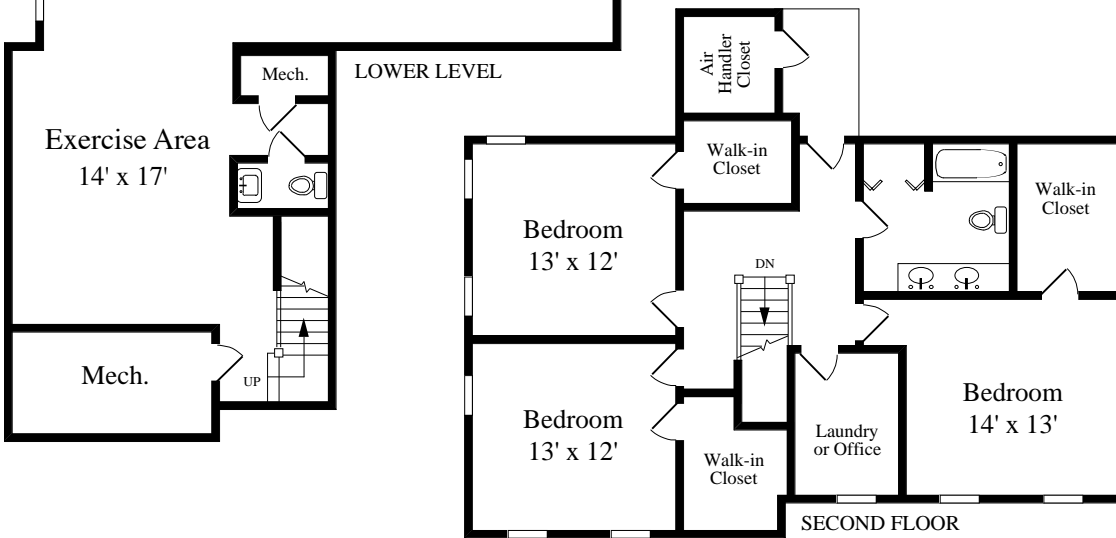 Mech.
LOWER LEVEL
Exercise Area
14' x 17'
Mech.
UP
Air
Handler
Closet
Walk-in
Closet
Walk-in
Closet
Bedroom
13' x 12'
DN
Bedroom
13' x 12'
Walk-in
Closet
Laundry
or Office
Bedroom
14' x 13'
SECOND FLOOR